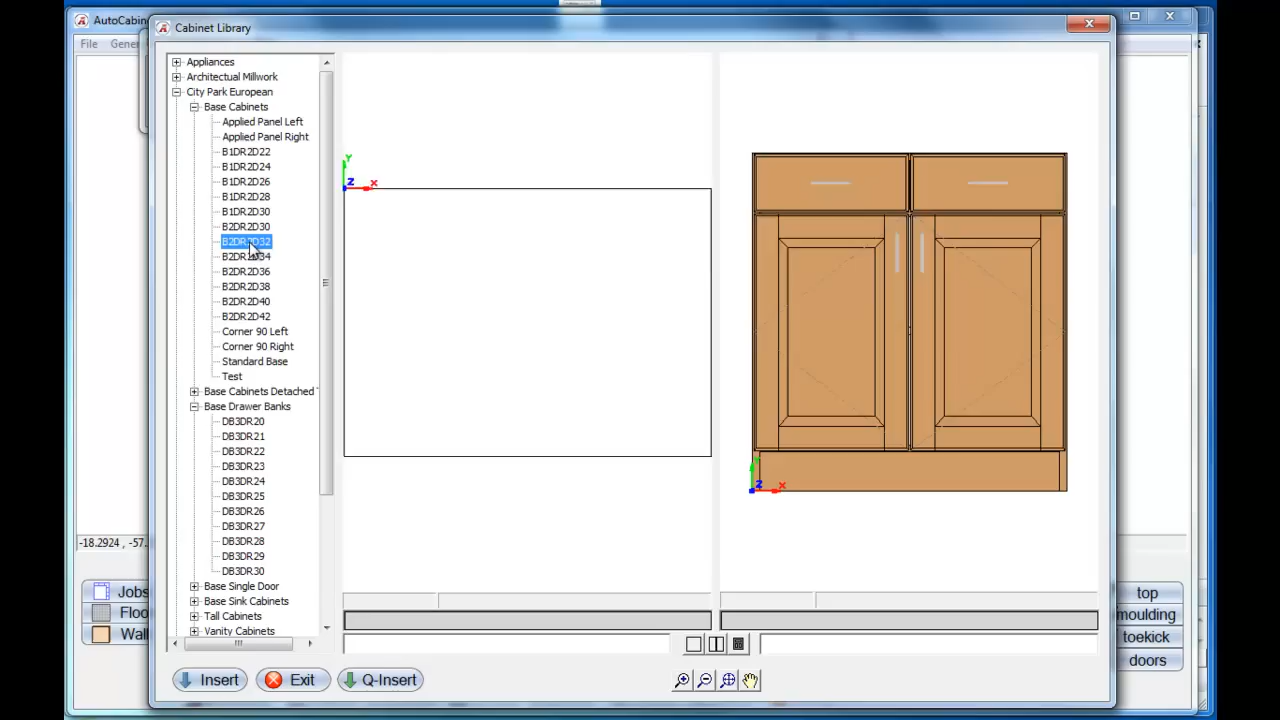 AutoCabin
Cabinet Library
File Gener
Appliances
Architectual Millwork
City Park European
Base Cabinets
Applied Panel Left
Applied Panel Right
B1DR2D22
B1DR2D24
B1DR2D26
B1DR2D28
B1DR2D30
B2DR2D30
B2DR2D32
B2DR2D34
B2DR2D36
B2DR2D38
B2DR2D40
B2DR2D42
Corner 90 Left
Corner 90 Right
Standard Base
Test
Base Cabinets Detached
Base Drawer Banks
DB3DR20
DB3DR21
DB3DR22
DB3DR23
DB3DR24
DB3DR25
DB3DR26
DB3DR27
DB3DR28
DB3DR29
DB3DR30
Base Single Door
Base Sink Cabinets
Tall Cabinets
Vanity Cabinets
Y
Z X
Y
Z X
-18.2924 , -57.
Jobs
Floo
Wall
top
moulding
toekick
doors
Insert Exit Q-Insert